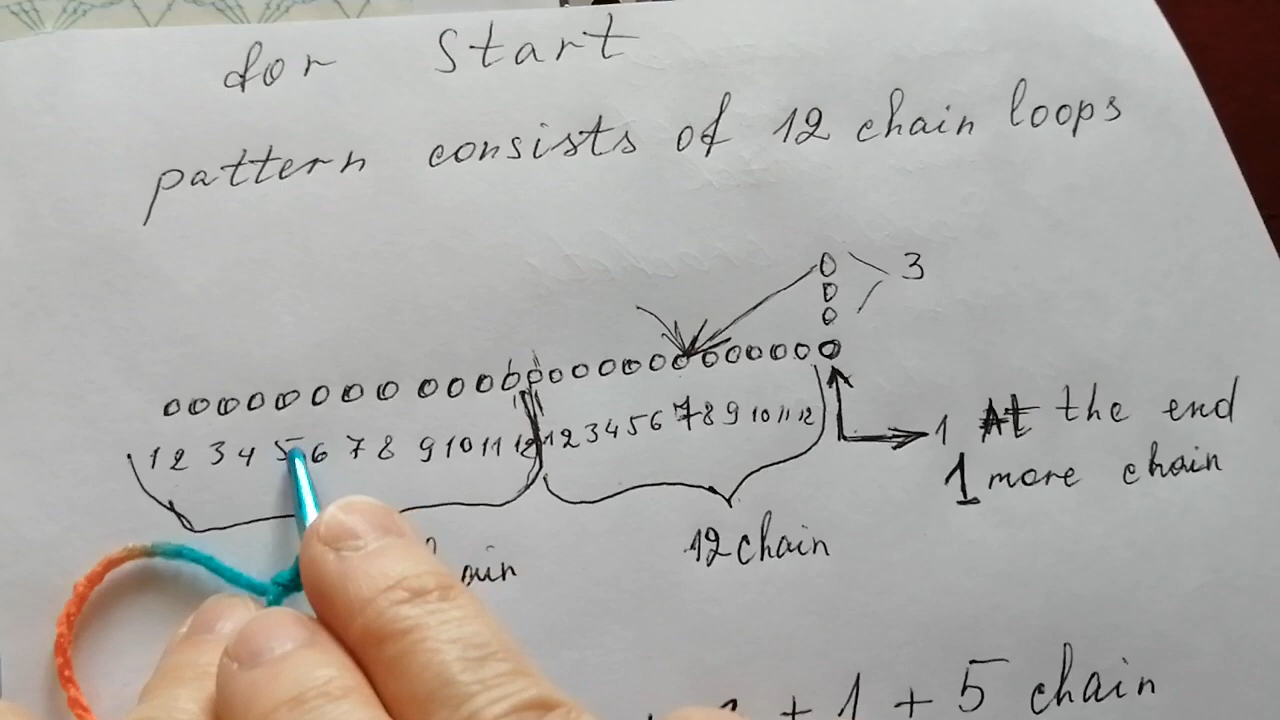 for start
pattern consists of 12 chain loops
3
1 2 3 4 5 6 7 8 9 10 11 12 1 2 3 4 5 6 7 8 9 10 11 12
1 At the end
1 more chain
12 chain
+ 1 + 5 chain